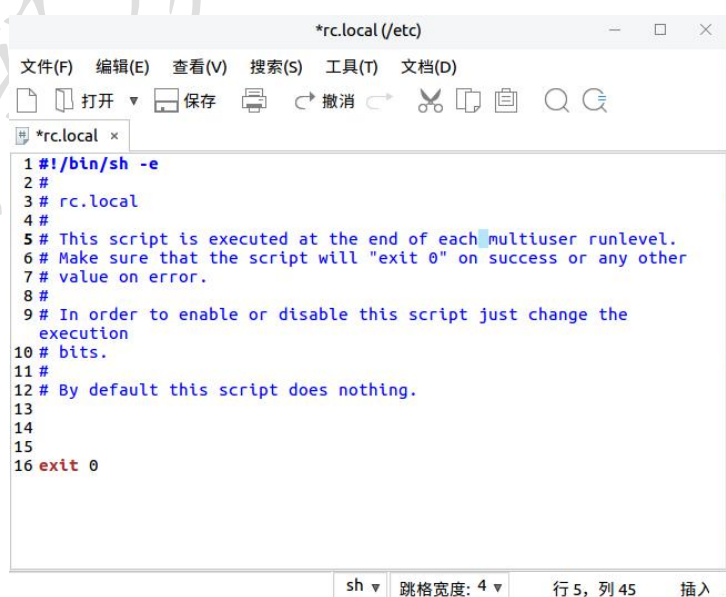 *rc.local (/etc)
文件(F) 编辑(E) 查看(V) 搜索(S) 工具(T) 文档(D)
打开 保存 撤消
*rc.local ×
1 #!/bin/sh -e
2 #
3 # rc.local
4 #
5 # This script is executed at the end of each multiuser runlevel.
6 # Make sure that the script will "exit 0" on success or any other
7 # value on error.
8 #
9 # In order to enable or disable this script just change the
execution
10 # bits.
11 #
12 # By default this script does nothing.
13
14
15
16 exit 0
sh 跳格宽度: 4 行 5，列 45 插入